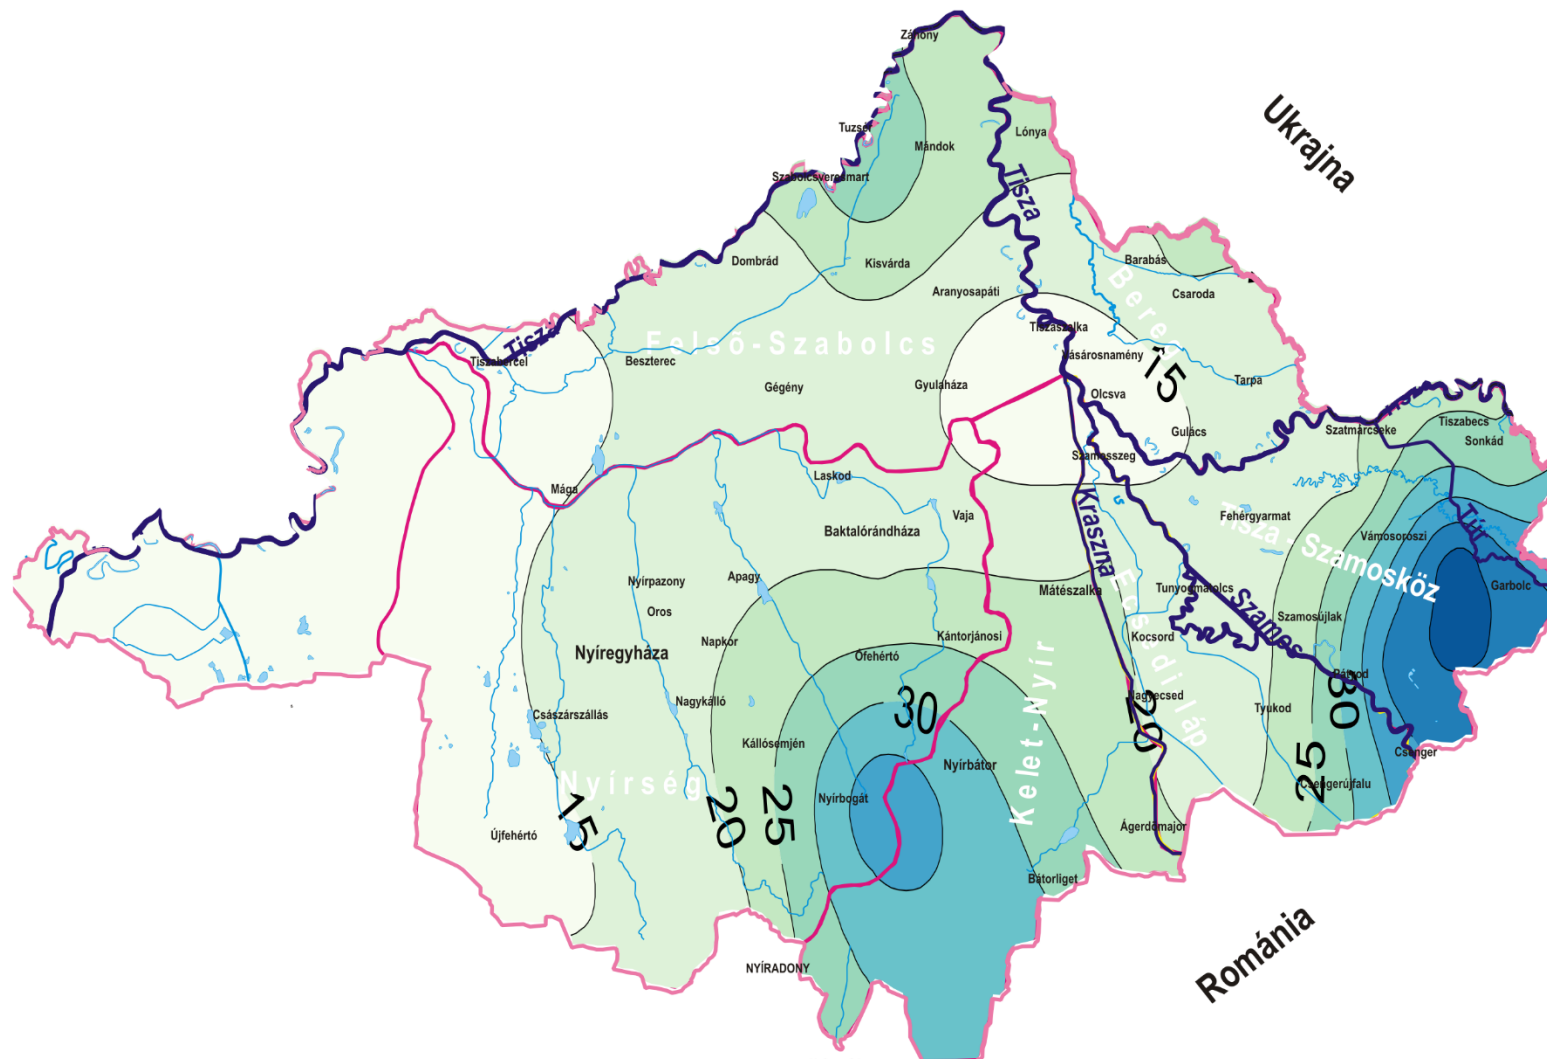 Záhony
Ukrajna
Tuzsér
Lónya
Mándok
Szabolcsveresmart
Tisza
Dombrád
Kisvárda
Barabás
Csaroda
Aranyosapáti
Bereg
Tiszaszalka
Tisza
Felsö-Szabolcs
Tiszabercel
Beszterec
Vásárosnamény
15
Gégény
Gyulaháza
Olcsva
Tarpa
Gulács
Szatmárcseke
Tiszabecs
Sonkád
Szamosszeg
Laskod
Mága
Kraszna
Vaja
Fehérgyarmat
Tisza - Szamosköz
Túr
Baktalórándháza
Vámosoroszi
Nyírpazony
Apagy
Mátészalka
Tunyogmatolcs
Garbolc
Oros
Ecsediláp
Szamos
Szamosújlak
Napkor
Kántorjánosi
Kocsord
Nyíregyháza
Ófehértó
Kelet-Nyír
Nagykálló
Nagyecsed
Császárszállás
30
20
Tyukod
30
Kállósemjén
Csenger
Nyírbátor
25
Csengerújfalu
Nyírség
Nyírbogát
15
20
25
Újfehértó
Ágerdőmajor
Bátorliget
NYÍRADONY
Románia